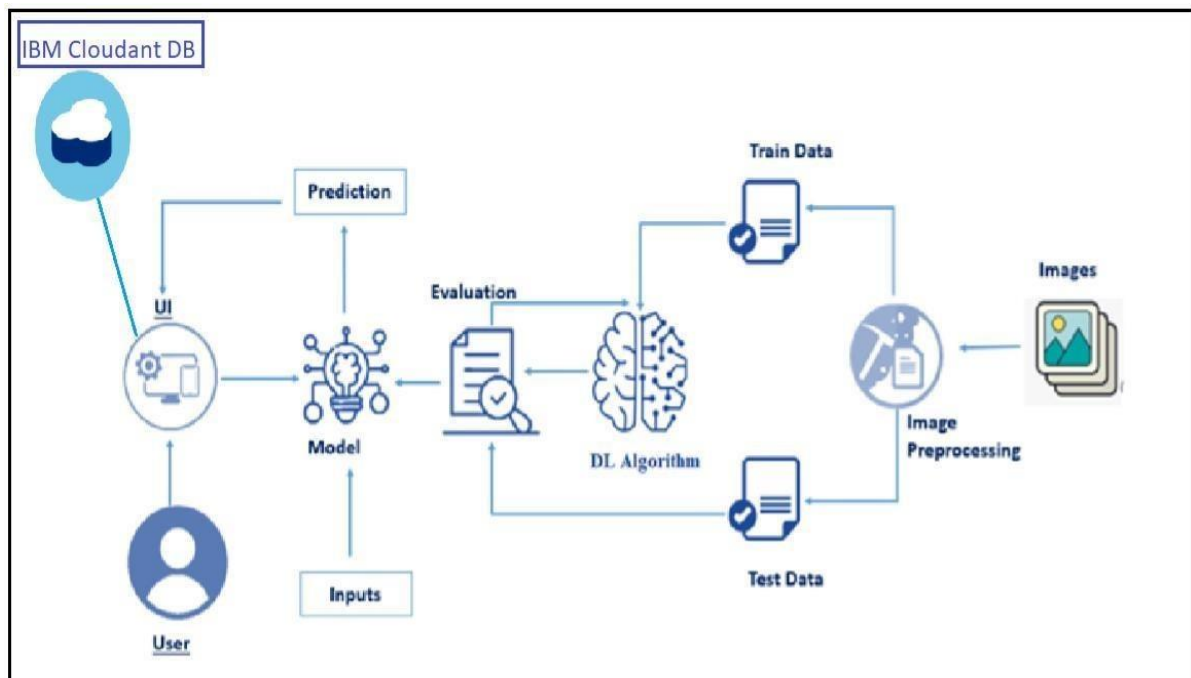 IBM Cloudant DB
Train Data
Prediction
Images
Evaluation
UI
Image
Preprocessing
Model
DL Algorithm
Test Data
Inputs
User